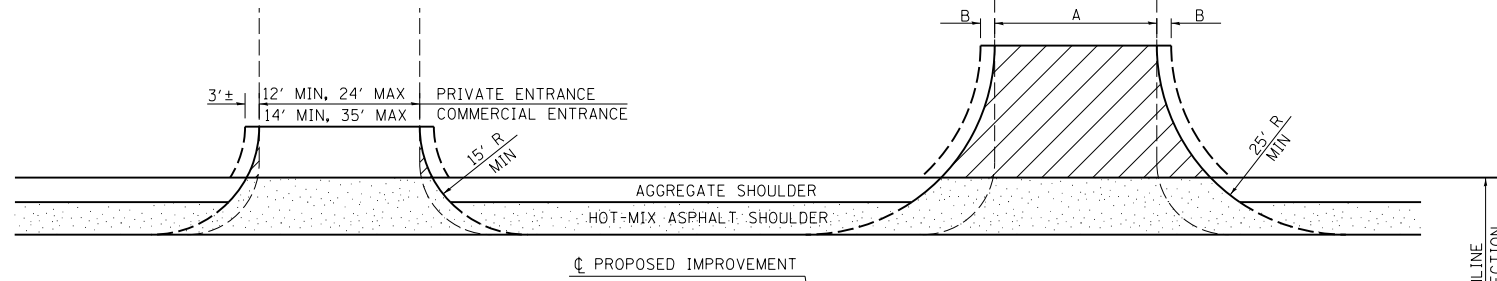 B A B
3'± 12' MIN, 24' MAX PRIVATE ENTRANCE
14' MIN, 35' MAX COMMERCIAL ENTRANCE
15' R
MIN
25' R
MIN
AGGREGATE SHOULDER
HOT-MIX ASPHALT SHOULDER
℄ PROPOSED IMPROVEMENT